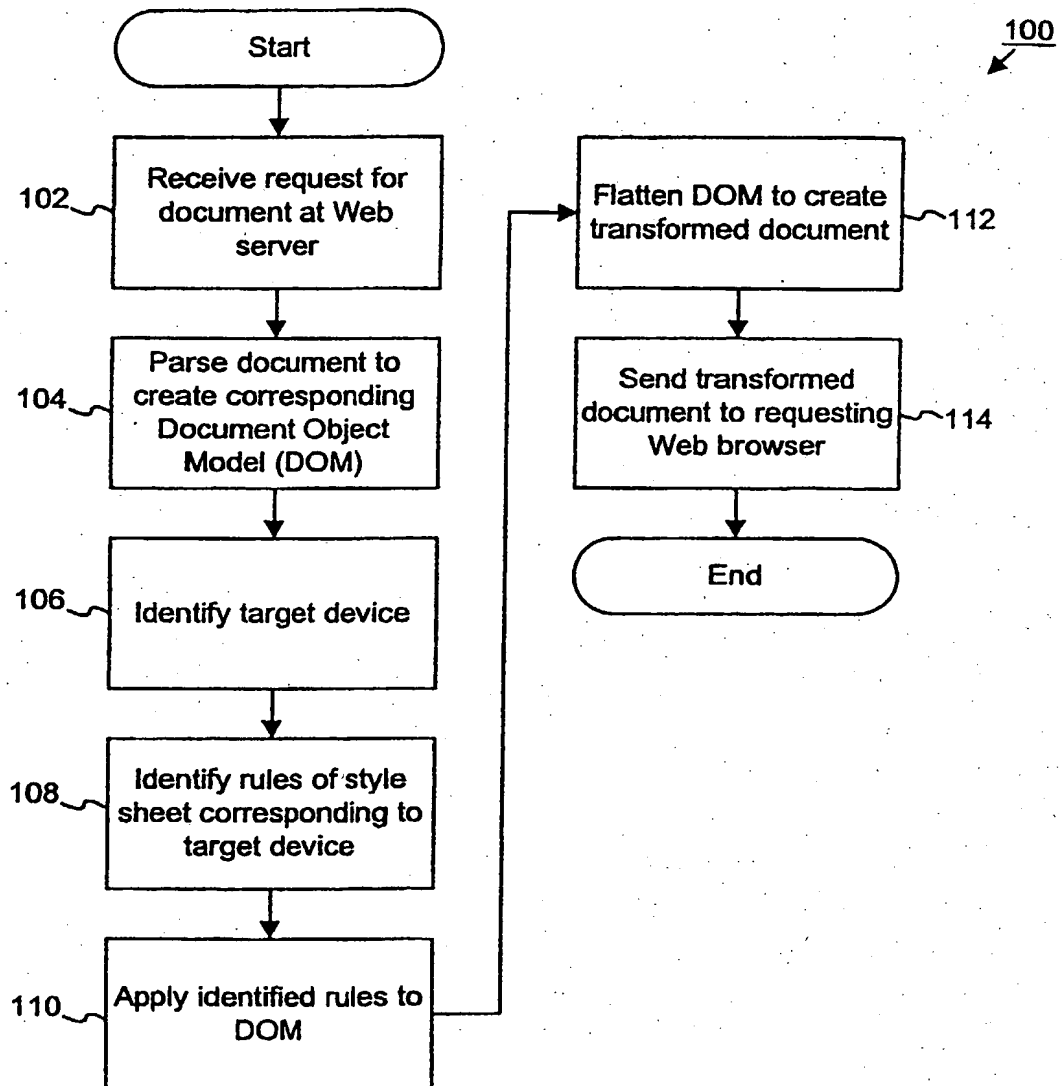 100
Start
102
Receive request for
document at Web
server
104
Parse document to
create corresponding
Document Object
Model (DOM)
106
Identify target device
108
Identify rules of style
sheet corresponding to
target device
110
Apply identified rules to
DOM
Flatten DOM to create
transformed document
112
Send transformed
document to requesting
Web browser
114
End